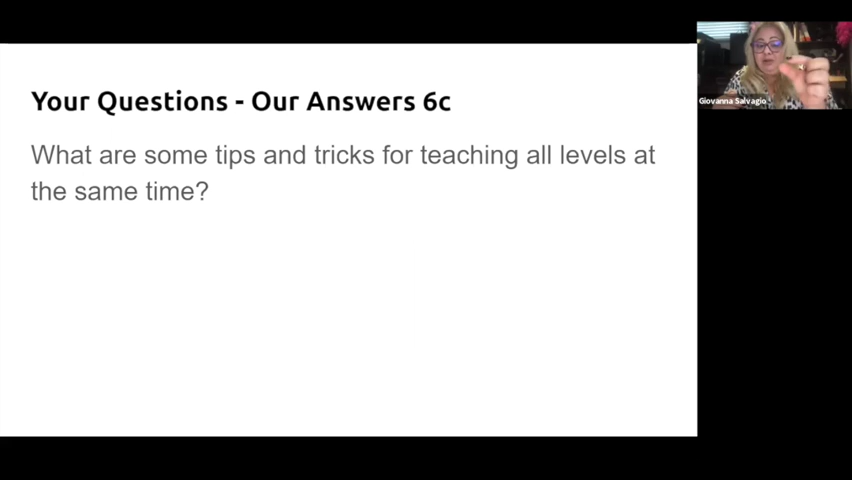 Your Questions - Our Answers 6c
What are some tips and tricks for teaching all levels at
the same time?
Giovanna Salvagio